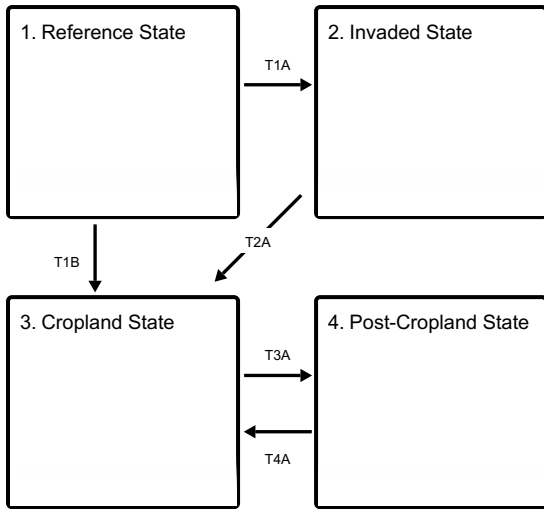 1. Reference State
2. Invaded State
T1A
T2A
T1B
3. Cropland State
4. Post-Cropland State
T3A
T4A